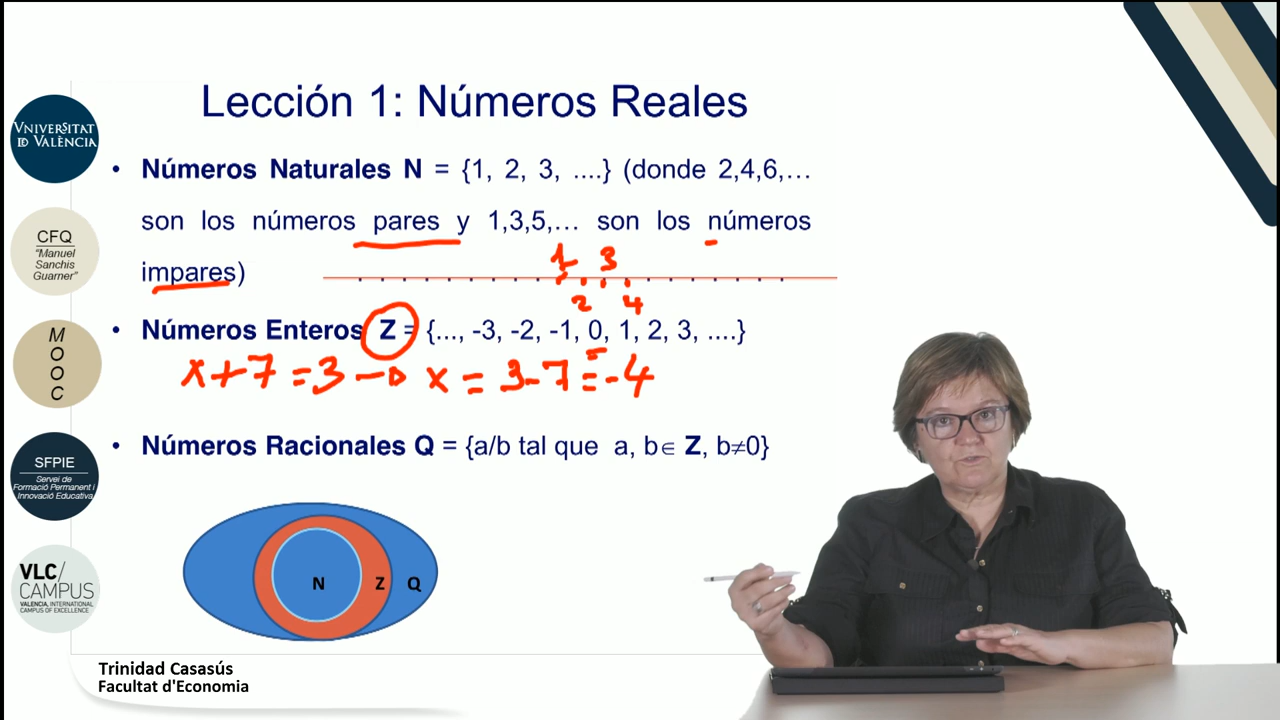 Lección 1: Números Reales
• Números Naturales N = {1, 2, 3, ....} (donde 2,4,6,…
son los números pares y 1,3,5,… son los números
impares)
1 3
2 4
• Números Enteros Z = {..., -3, -2, -1, 0, 1, 2, 3, ....}
x+7 = 3 → x = 3-7 = -4
• Números Racionales Q = {a/b tal que a, b∈ Z, b≠0}
N Z Q
VNIVERSITAT
ID VALÈNCIA
CFQ
“Manuel
Sanchis
Guarner”
M
O
O
C
SFPIE
Servei de
Formació Permanent i
Innovació Educativa
VLC/
CAMPUS
VALENCIA, INTERNATIONAL
CAMPUS OF EXCELLENCE
Trinidad Casasús
Facultat d'Economia